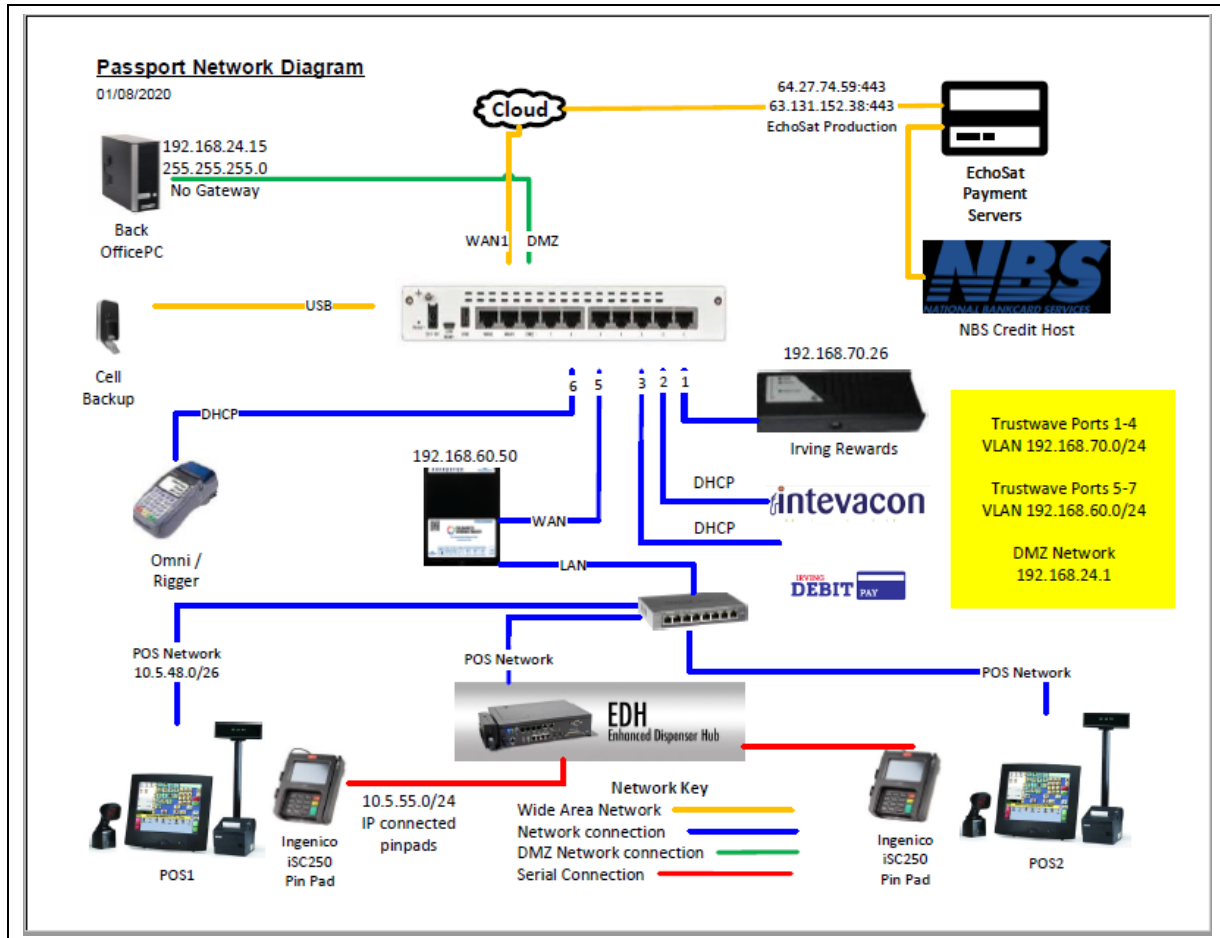 Passport Network Diagram
01/08/2020
Cloud
64.27.74.59:443
63.131.152.38:443
EchoSat Production
EchoSat
Payment
Servers
192.168.24.15
255.255.255.0
No Gateway
Back
OfficePC
WAN1
DMZ
NBS
NATIONAL BANKCARD SERVICES
NBS Credit Host
USB
Cell
Backup
6
5
3
2
1
192.168.70.26
Irving Rewards
DHCP
192.168.60.50
Omni /
Rigger
WAN
LAN
DHCP
intevacon
DHCP
IRVING
DEBIT PAY
Trustwave Ports 1-4
VLAN 192.168.70.0/24
Trustwave Ports 5-7
VLAN 192.168.60.0/24
DMZ Network
192.168.24.1
POS Network
10.5.48.0/26
POS Network
POS Network
EDH
Enhanced Dispenser Hub
10.5.55.0/24
IP connected
pinpads
Network Key
Wide Area Network
Network connection
DMZ Network connection
Serial Connection
POS1
Ingenico
iSC250
Pin Pad
Ingenico
iSC250
Pin Pad
POS2